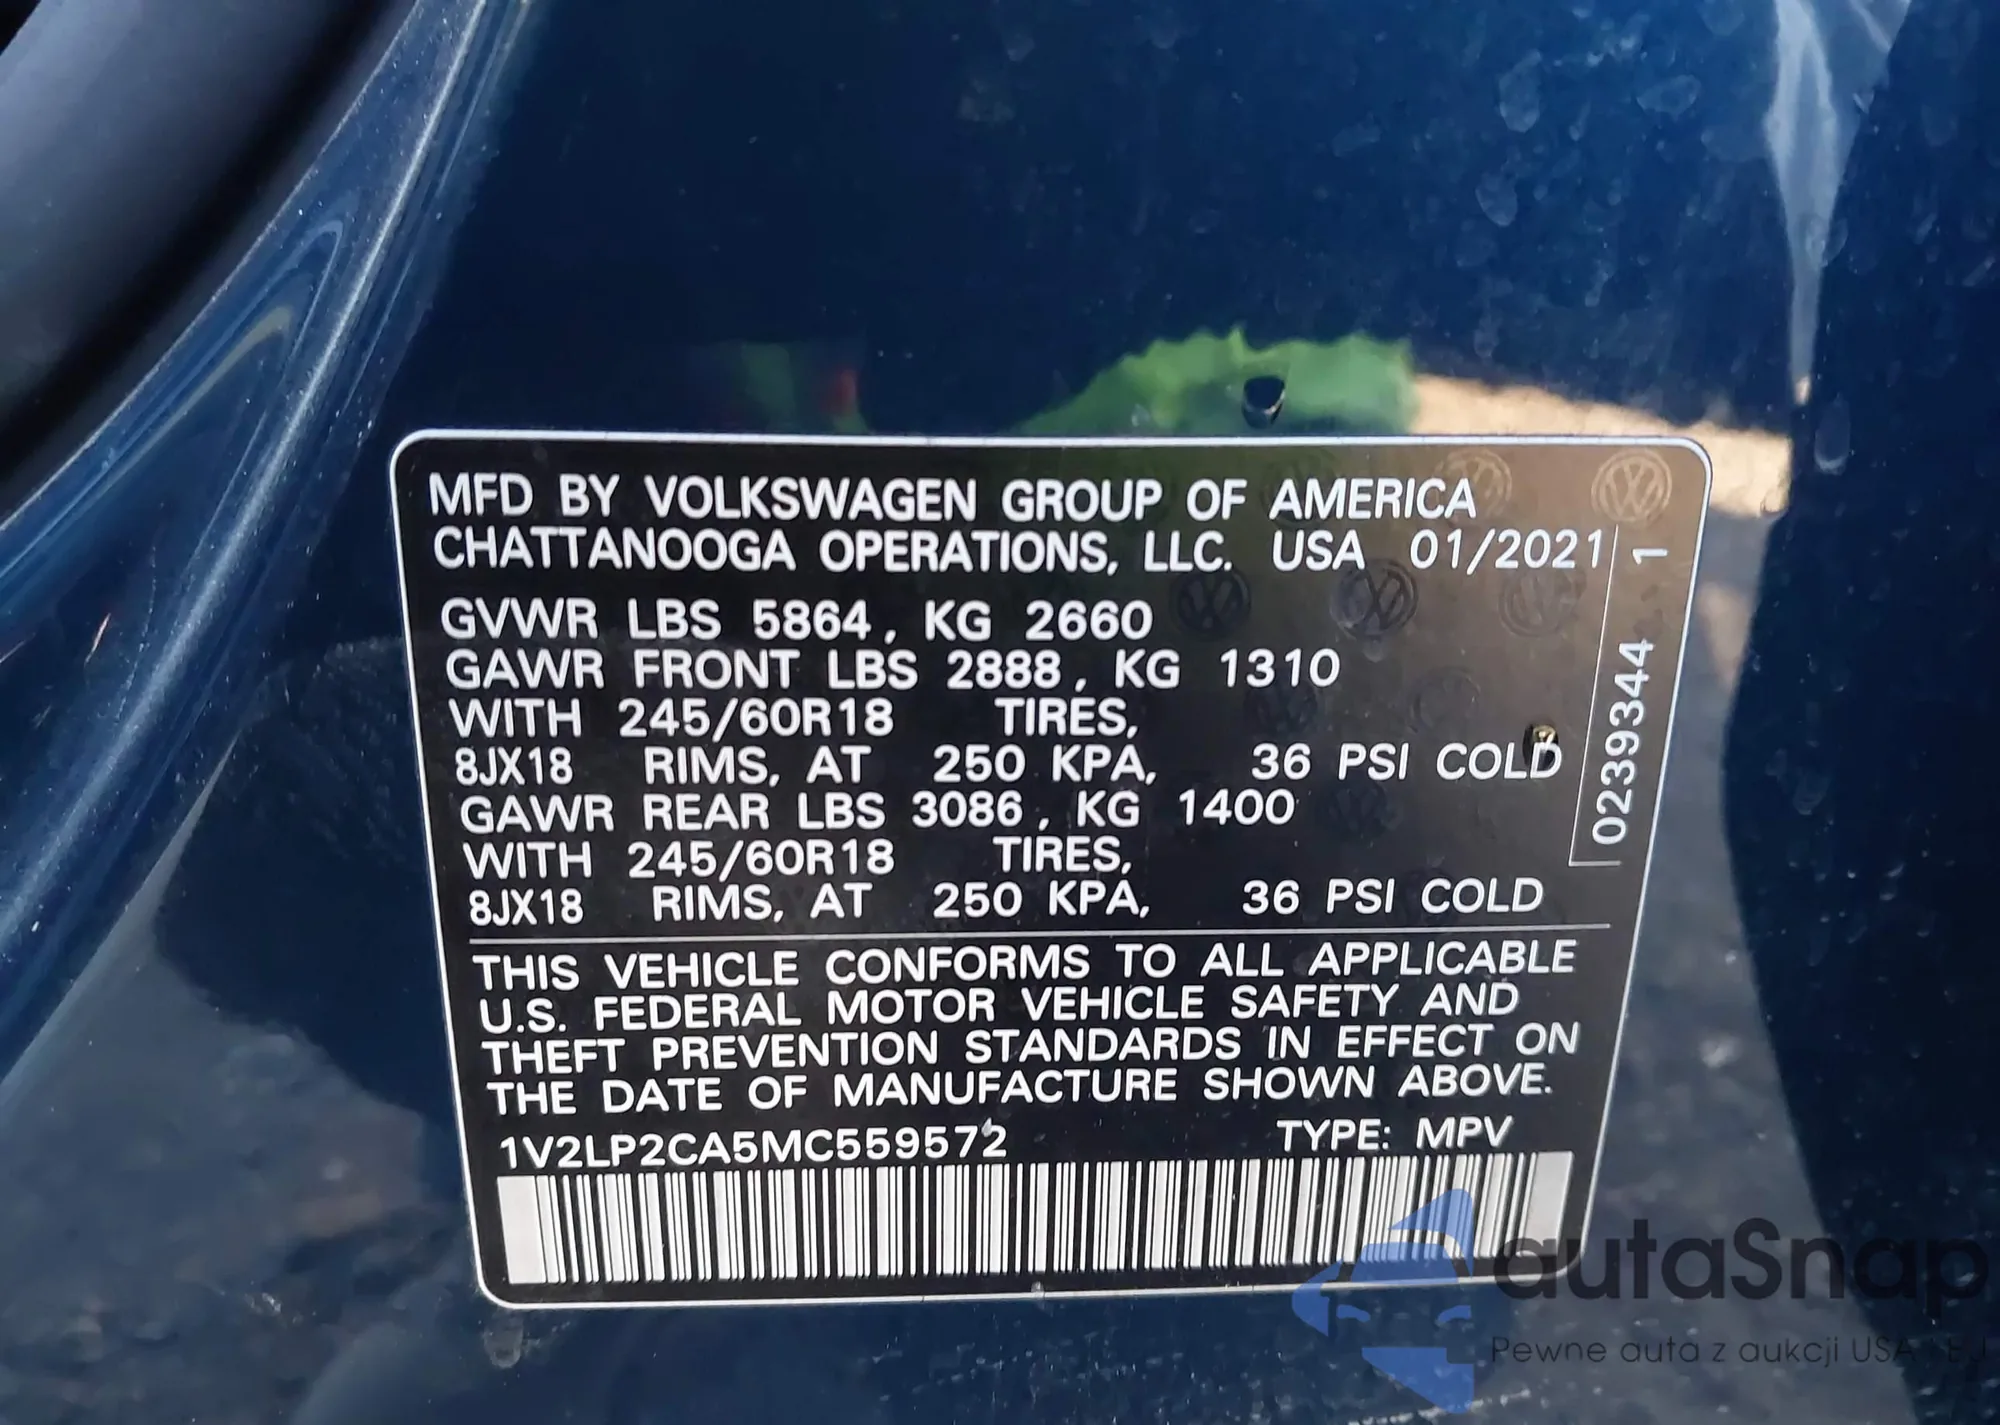 MFD BY VOLKSWAGEN GROUP OF AMERICA
CHATTANOOGA OPERATIONS, LLC. USA 01/2021
GVWR LBS 5864, KG 2660
GAWR FRONT LBS 2888, KG 1310
WITH 245/60R18 TIRES,
8JX18 RIMS, AT 250 KPA, 36 PSI COLD
GAWR REAR LBS 3086, KG 1400
WITH 245/60R18 TIRES,
8JX18 RIMS, AT 250 KPA, 36 PSI COLD
0239344 1
THIS VEHICLE CONFORMS TO ALL APPLICABLE
U.S. FEDERAL MOTOR VEHICLE SAFETY AND
THEFT PREVENTION STANDARDS IN EFFECT ON
THE DATE OF MANUFACTURE SHOWN ABOVE.
1V2LP2CA5MC559572 TYPE: MPV
autaSnap
Pewne auta z aukcji USA i EU